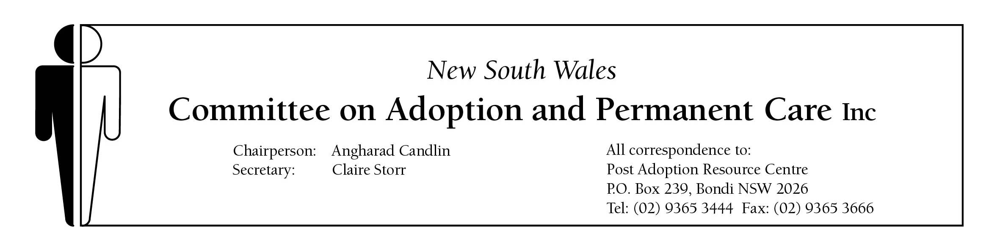 New South Wales
Committee on Adoption and Permanent Care Inc
Chairperson: Angharad Candlin
Secretary: Claire Storr
All correspondence to:
Post Adoption Resource Centre
P.O. Box 239, Bondi NSW 2026
Tel: (02) 9365 3444 Fax: (02) 9365 3666